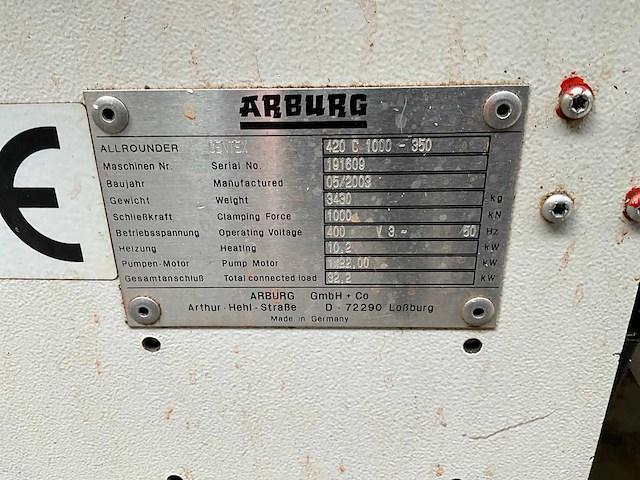 CE
ARBURG
ALLROUNDER 420 C 1000 - 350
Maschinen Nr. Serial No. 191609
Baujahr Manufactured 05/2003
Gewicht Weight 3430 kg
Schließkraft Clamping Force 1000 kN
Betriebsspannung Operating Voltage 400 V 3.~ 50 Hz
Heizung Heating 10,2 kW
Pumpen-Motor Pump Motor 22,00 kW
Gesamtanschluß Total connected load 32,2 kW
ARBURG GmbH + Co
Arthur-Hehl-Straße D-72290 Loßburg
Made in Germany